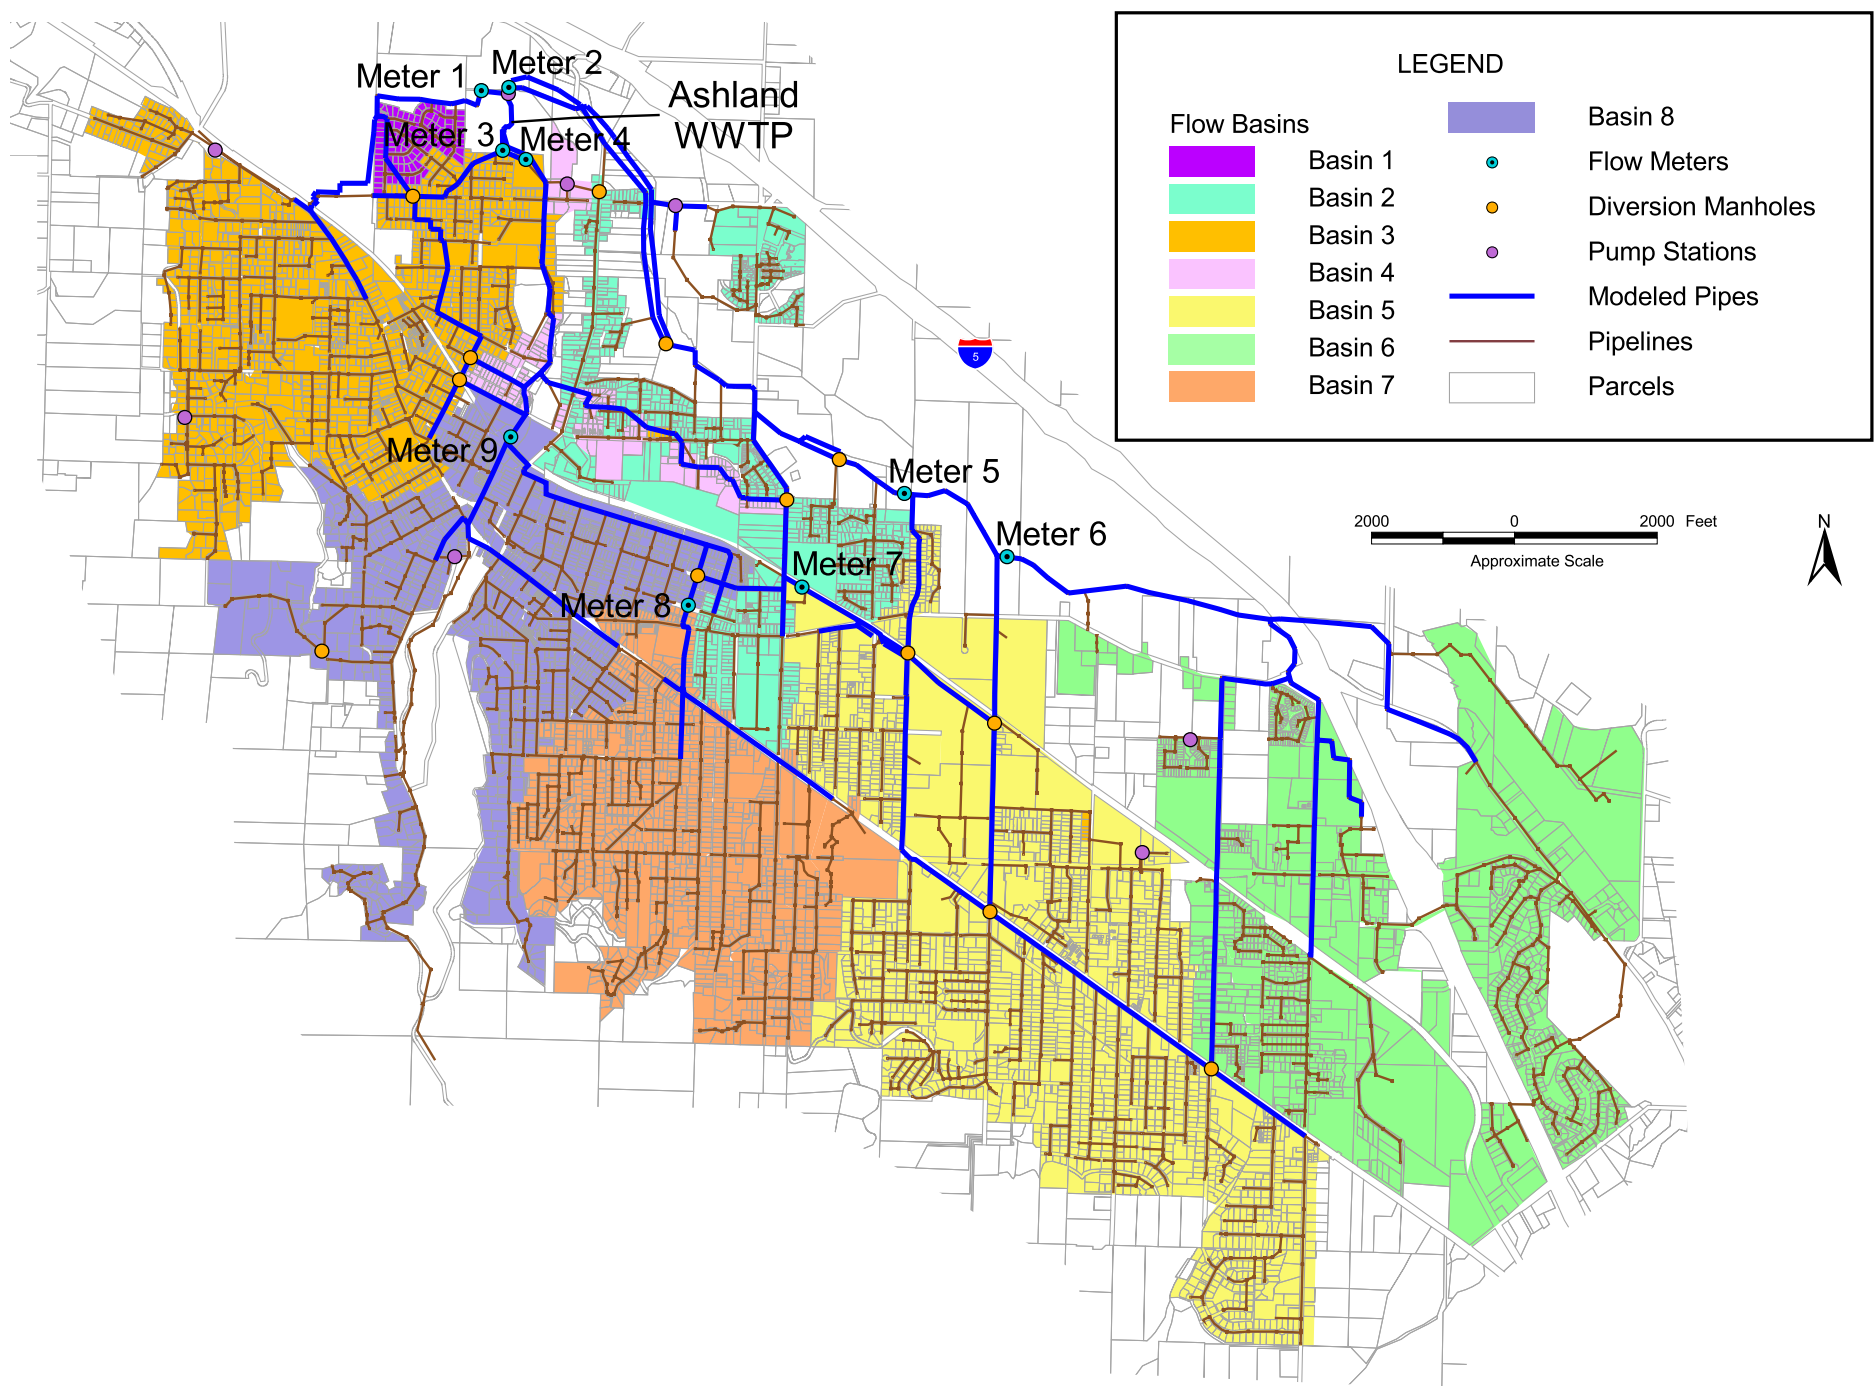 Meter 1
Meter 2
Ashland
WWTP
Meter 3
Meter 4
Meter 9
Meter 5
Meter 6
Meter 7
Meter 8
5
LEGEND
Flow Basins
Basin 1
Basin 2
Basin 3
Basin 4
Basin 5
Basin 6
Basin 7
Basin 8
Flow Meters
Diversion Manholes
Pump Stations
Modeled Pipes
Pipelines
Parcels
2000 0 2000 Feet
Approximate Scale
N